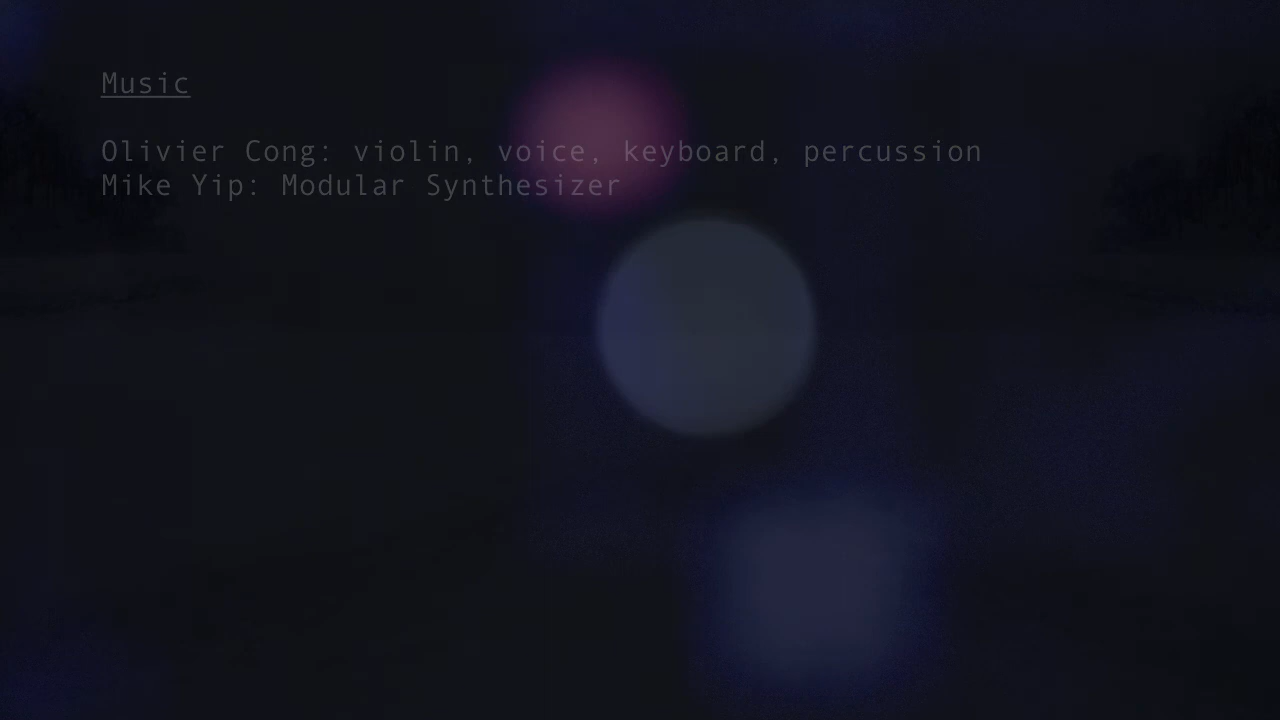 Music
Olivier Cong: violin, voice, keyboard, percussion
Mike Yip: Modular Synthesizer